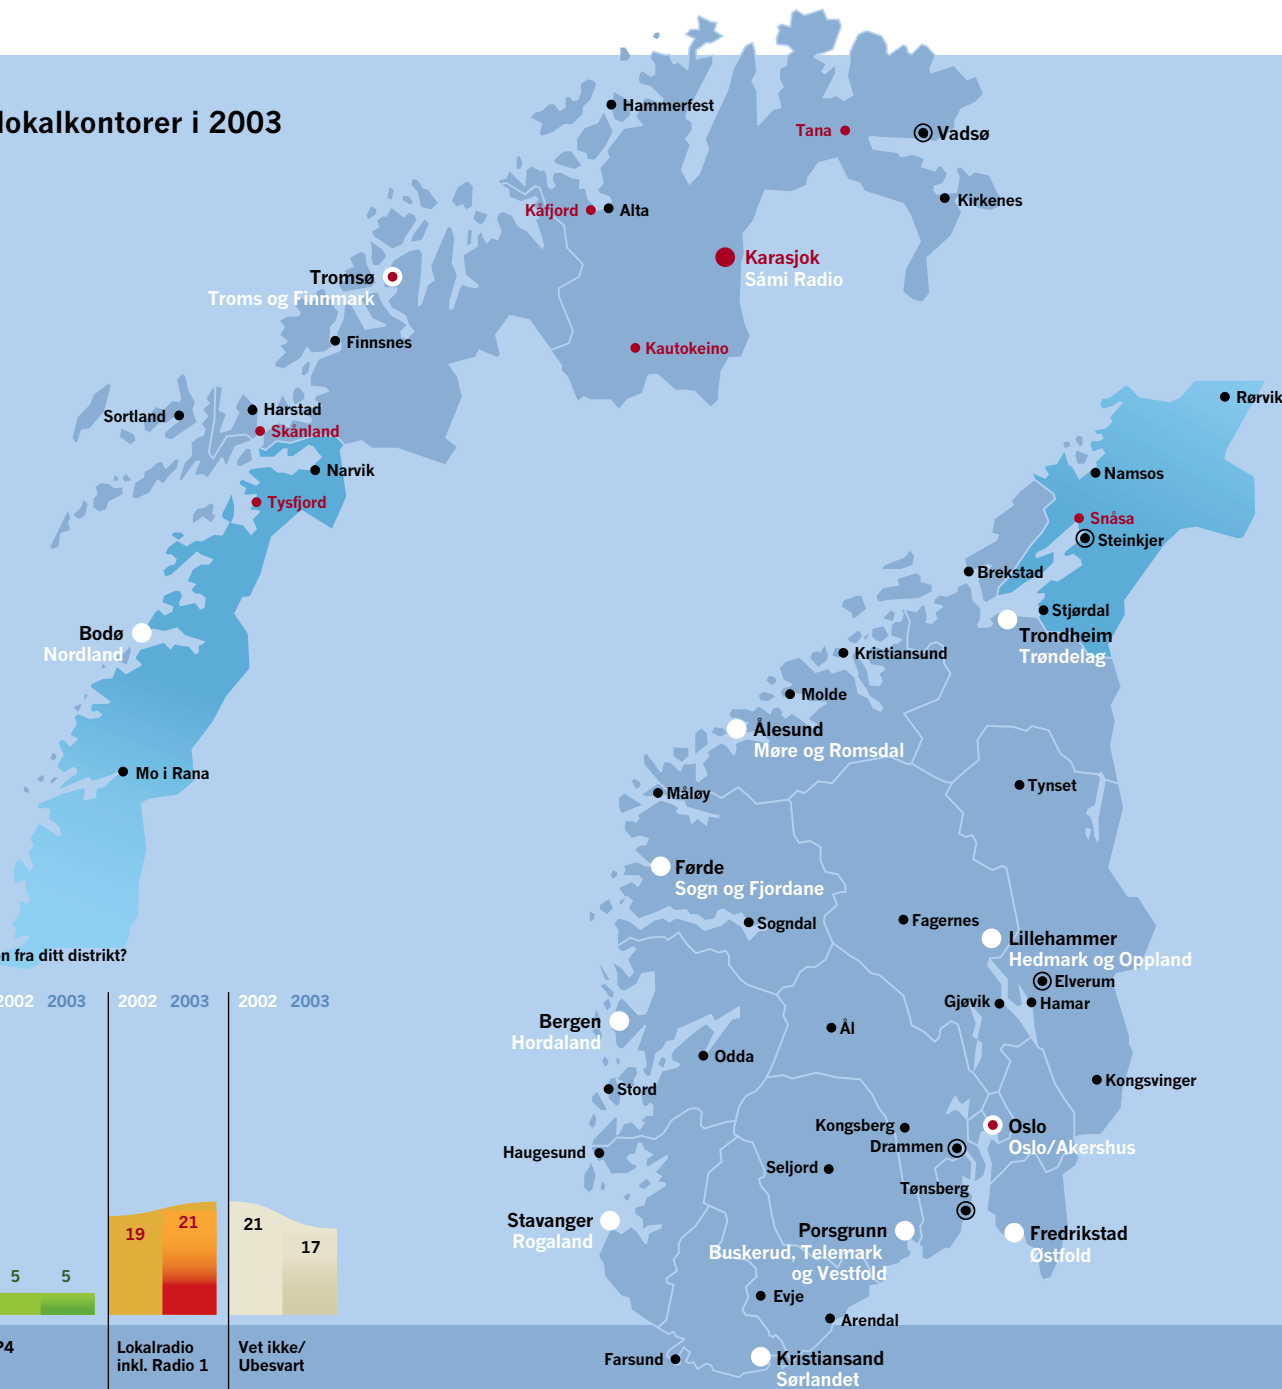 lokalkontorer i 2003
Hammerfest
Tana
Vadsø
Kirkenes
Kåfjord
Alta
Karasjok
Sámi Radio
Tromsø
Troms og Finnmark
Finnsnes
Kautokeino
Sortland
Harstad
Skånland
Narvik
Tysfjord
Rørvik
Namsos
Snåsa
Steinkjer
Brekstad
Stjørdal
Trondheim
Trøndelag
Bodø
Nordland
Kristiansund
Molde
Ålesund
Møre og Romsdal
Mo i Rana
Måløy
Tynset
Førde
Sogn og Fjordane
Sogndal
Fagernes
Lillehammer
Hedmark og Oppland
Elverum
Gjøvik
Hamar
Bergen
Hordaland
Ål
Odda
Stord
Kongsvinger
Kongsberg
Oslo
Oslo/Akershus
Drammen
Haugesund
Seljord
Tønsberg
Stavanger
Rogaland
Porsgrunn
Buskerud, Telemark
og Vestfold
Fredrikstad
Østfold
Evje
Arendal
Farsund
Kristiansand
Sørlandet
n fra ditt distrikt?
2002 2003 2002 2003 2002 2003
19 21 21 17
5 5
P4
Lokalradio
inkl. Radio 1
Vet ikke/
Ubesvart